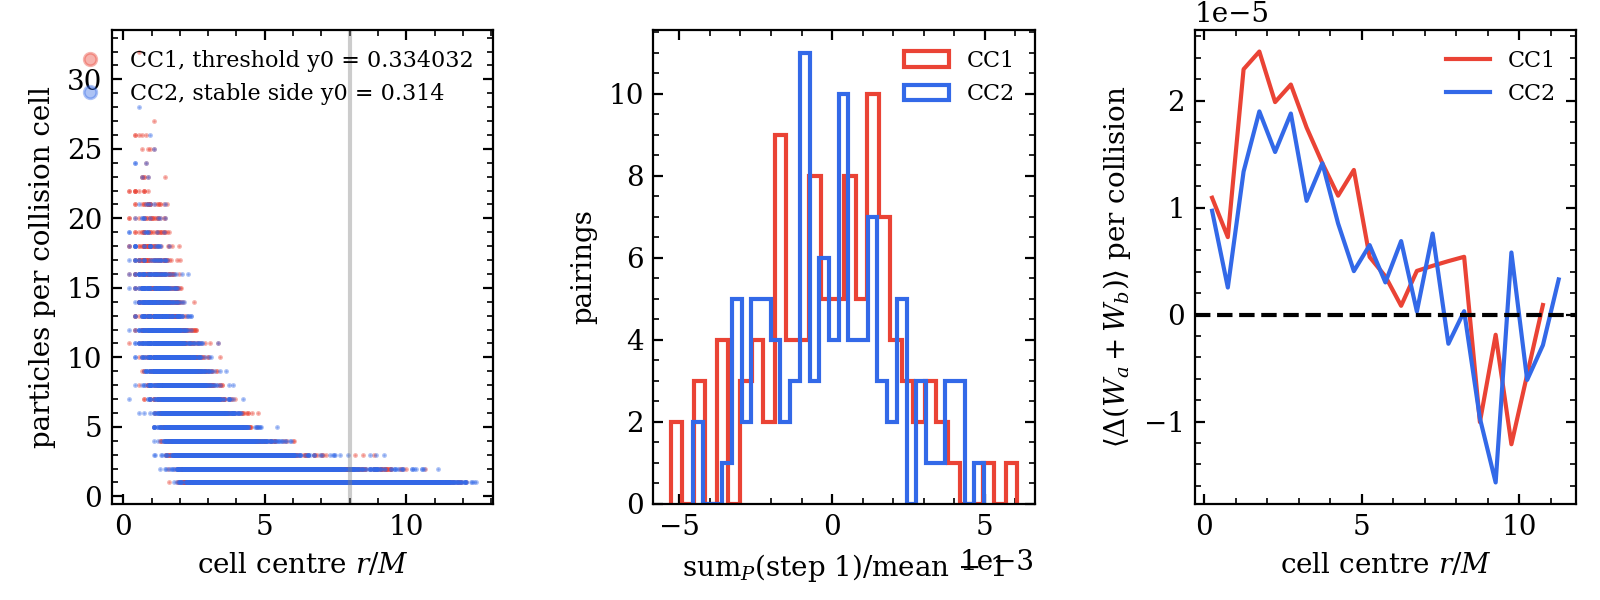 CC1, threshold y0 = 0.334032
CC2, stable side y0 = 0.314
30
25
20
15
10
5
0
particles per collision cell
0 5 10
cell centre r/M
CC1
CC2
10
8
6
4
2
0
pairings
−5 0 5
1e−3
sum_P(step 1)/mean − 1
1e−5
CC1
CC2
2
1
0
−1
⟨Δ(W_a + W_b)⟩ per collision
0 5 10
cell centre r/M